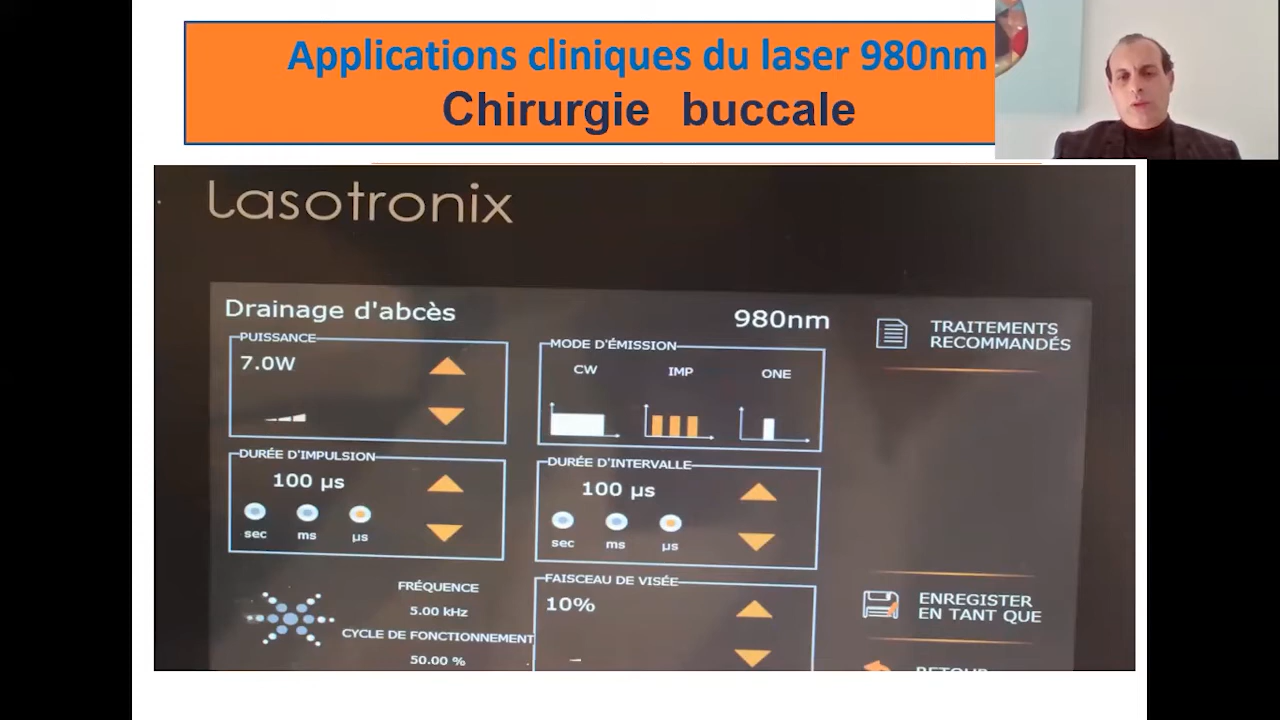 Applications cliniques du laser 980nm
Chirurgie buccale
Lasotronix
Drainage d'abcès
980nm
PUISSANCE
7.0W
MODE D'ÉMISSION
CW IMP ONE
TRAITEMENTS
RECOMMANDÉS
DURÉE D'IMPULSION
100 µs
sec ms µs
DURÉE D'INTERVALLE
100 µs
sec ms µs
FRÉQUENCE
5.00 kHz
CYCLE DE FONCTIONNEMENT
50.00 %
FAISCEAU DE VISÉE
10%
ENREGISTER
EN TANT QUE
RETOUR